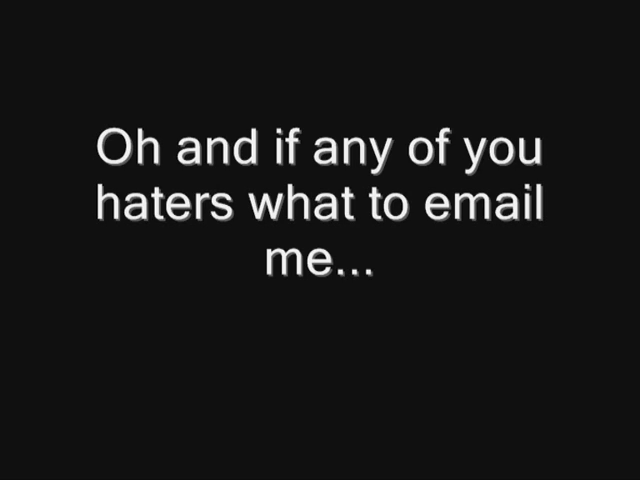 Oh and if any of you
haters what to email
me...